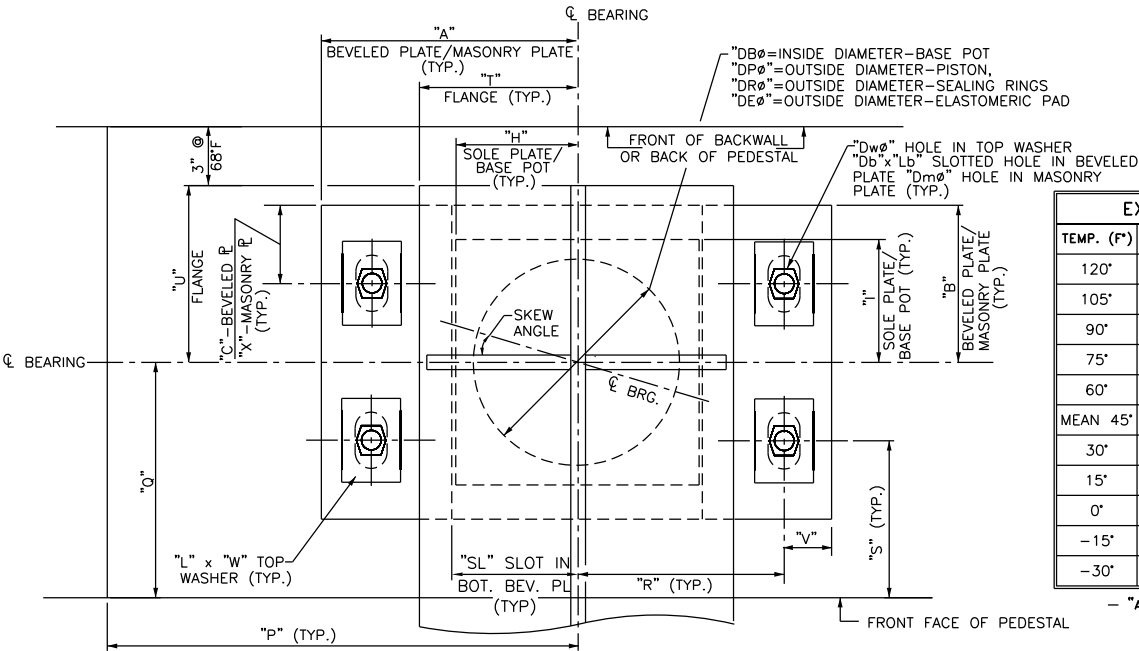 ℄ BEARING
"A"
BEVELED PLATE/MASONRY PLATE
(TYP.)
"T"
FLANGE (TYP.)
"DBø=INSIDE DIAMETER-BASE POT
"DPø"=OUTSIDE DIAMETER-PISTON,
"DRø"=OUTSIDE DIAMETER-SEALING RINGS
"DEø"=OUTSIDE DIAMETER-ELASTOMERIC PAD
3" @
68°F
"H"
SOLE PLATE/
BASE POT
(TYP.)
FRONT OF BACKWALL
OR BACK OF PEDESTAL
"Dwø" HOLE IN TOP WASHER
"Db"x"Lb" SLOTTED HOLE IN BEVELED
PLATE "Dmø" HOLE IN MASONRY
PLATE (TYP.)
"U"
FLANGE
"C"-BEVELED ℄
"X"-MASONRY ℄
(TYP.)
SKEW
ANGLE
"I"
SOLE PLATE/
BASE POT (TYP.)
"B"
BEVELED PLATE/
MASONRY PLATE
(TYP.)
℄ BEARING
℄ BRG.
"Q"
"S" (TYP.)
"V"
"L" x "W" TOP
WASHER (TYP.)
"SL" SLOT IN
BOT. BEV. PL
(TYP)
"R" (TYP.)
"P" (TYP.)
FRONT FACE OF PEDESTAL
EX
TEMP. (F°)
120°
105°
90°
75°
60°
MEAN 45°
30°
15°
0°
-15°
-30°
- "A